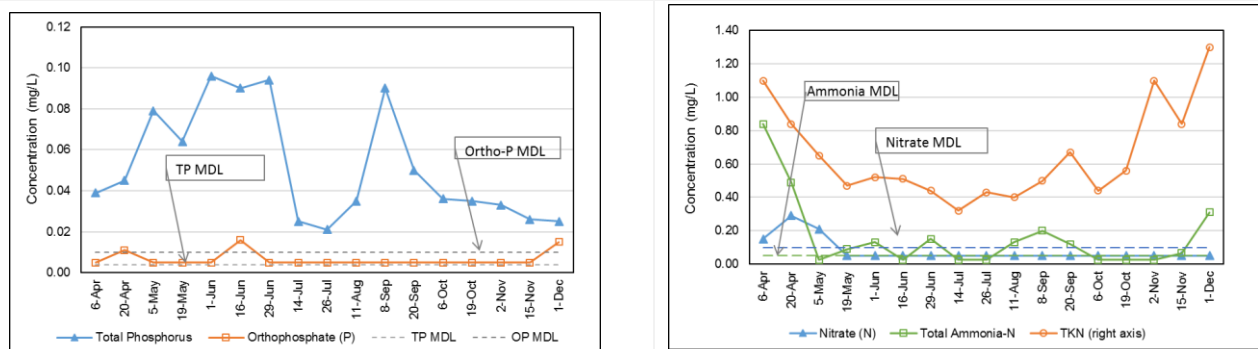 0.12
0.10
0.08
0.06
0.04
0.02
0.00
Concentration (mg/L)
TP MDL
Ortho-P MDL
6-Apr
20-Apr
5-May
19-May
1-Jun
16-Jun
29-Jun
14-Jul
26-Jul
11-Aug
8-Sep
20-Sep
6-Oct
19-Oct
2-Nov
15-Nov
1-Dec
Total Phosphorus
Orthophosphate (P)
TP MDL
OP MDL
1.40
1.20
1.00
0.80
0.60
0.40
0.20
0.00
Concentration (mg/L)
Ammonia MDL
Nitrate MDL
6-Apr
20-Apr
5-May
19-May
1-Jun
16-Jun
29-Jun
14-Jul
26-Jul
11-Aug
8-Sep
20-Sep
6-Oct
19-Oct
2-Nov
15-Nov
1-Dec
Nitrate (N)
Total Ammonia-N
TKN (right axis)